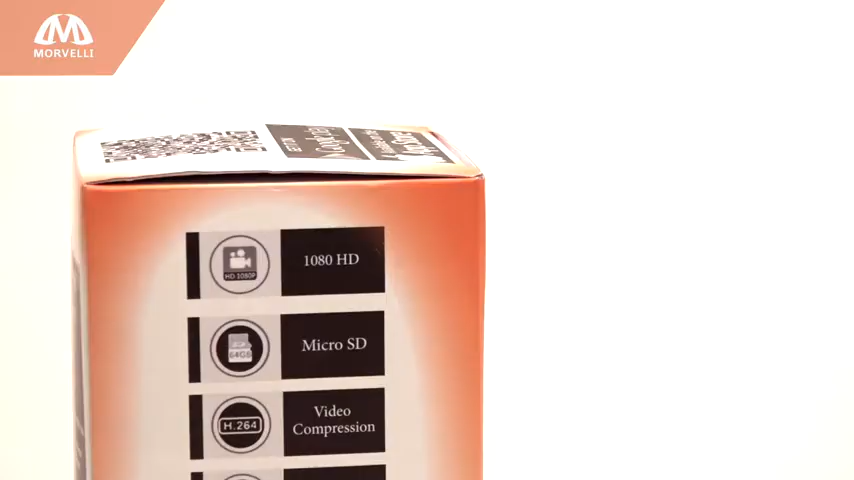 MORVELLI
HD 1080P
1080 HD
64GB
Micro SD
H.264
Video
Compression